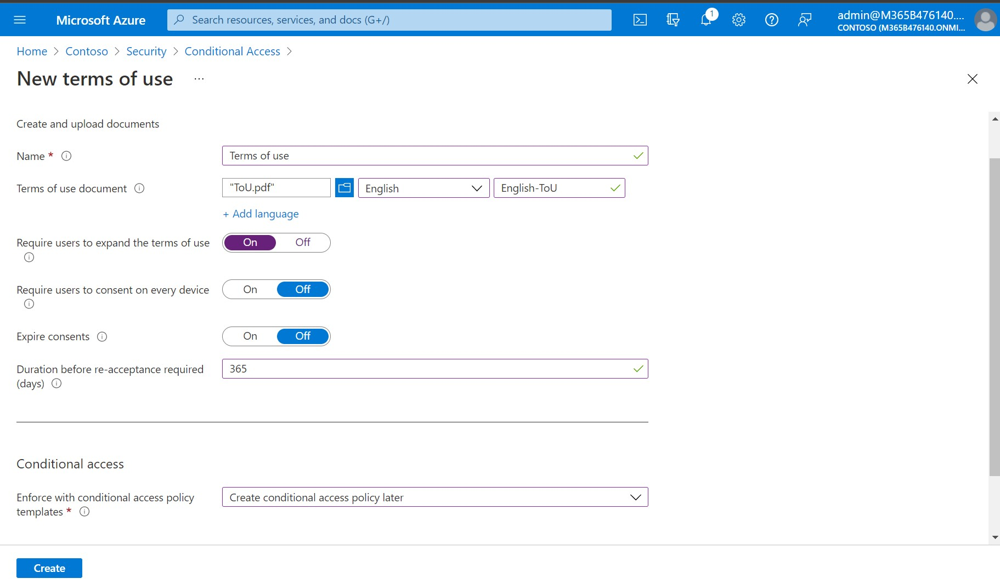 Microsoft Azure
Search resources, services, and docs (G+/)
1
admin@M365B476140....
CONTOSO (M365B476140.ONMI...
Home > Contoso > Security > Conditional Access >
New terms of use ...
Create and upload documents
Name *
Terms of use
Terms of use document
"ToU.pdf"
English
English-ToU
+ Add language
Require users to expand the terms of use
On Off
Require users to consent on every device
On Off
Expire consents
On Off
Duration before re-acceptance required
(days)
365
Conditional access
Enforce with conditional access policy
templates *
Create conditional access policy later
Create